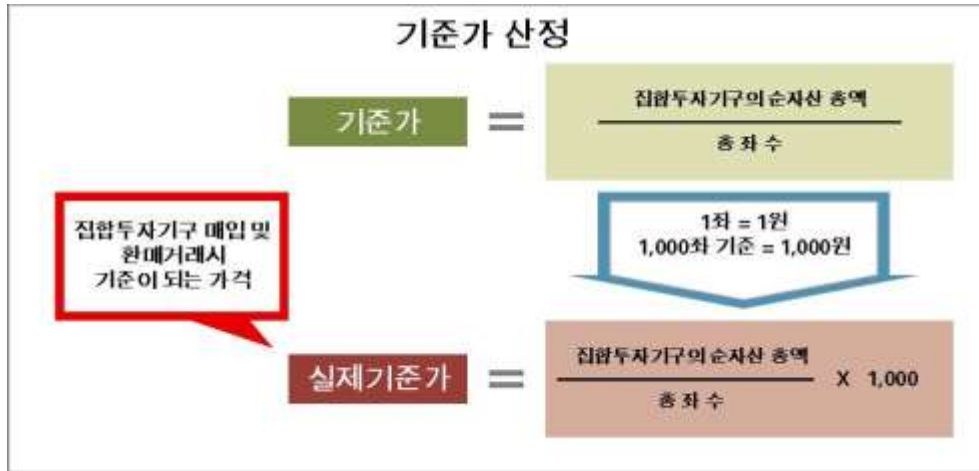 기준가 산정
기준가 =
집합투자기구의 순자산 총액
총 좌 수
집합투자기구 매입 및
환매거래시
기준이 되는 가격
1좌 = 1원
1,000좌 기준 = 1,000원
실제기준가 =
집합투자기구의 순자산 총액
총 좌 수
X 1,000